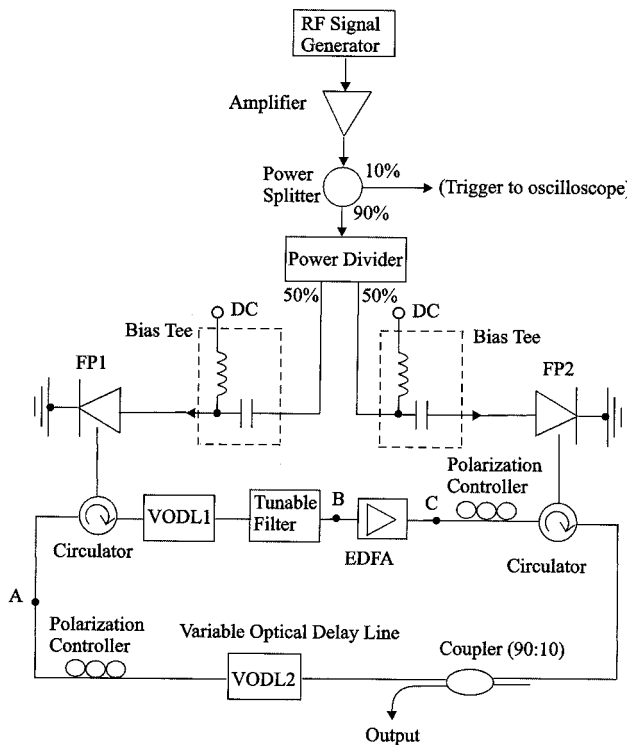 RF Signal
Generator
Amplifier
Power
Splitter
10%
(Trigger to oscilloscope)
90%
Power Divider
50%
50%
DC
DC
Bias Tee
Bias Tee
FP1
FP2
Polarization
Controller
VODL1
Tunable
Filter
B
C
EDFA
Circulator
Circulator
A
Polarization
Controller
Variable Optical Delay Line
Coupler (90:10)
VODL2
Output